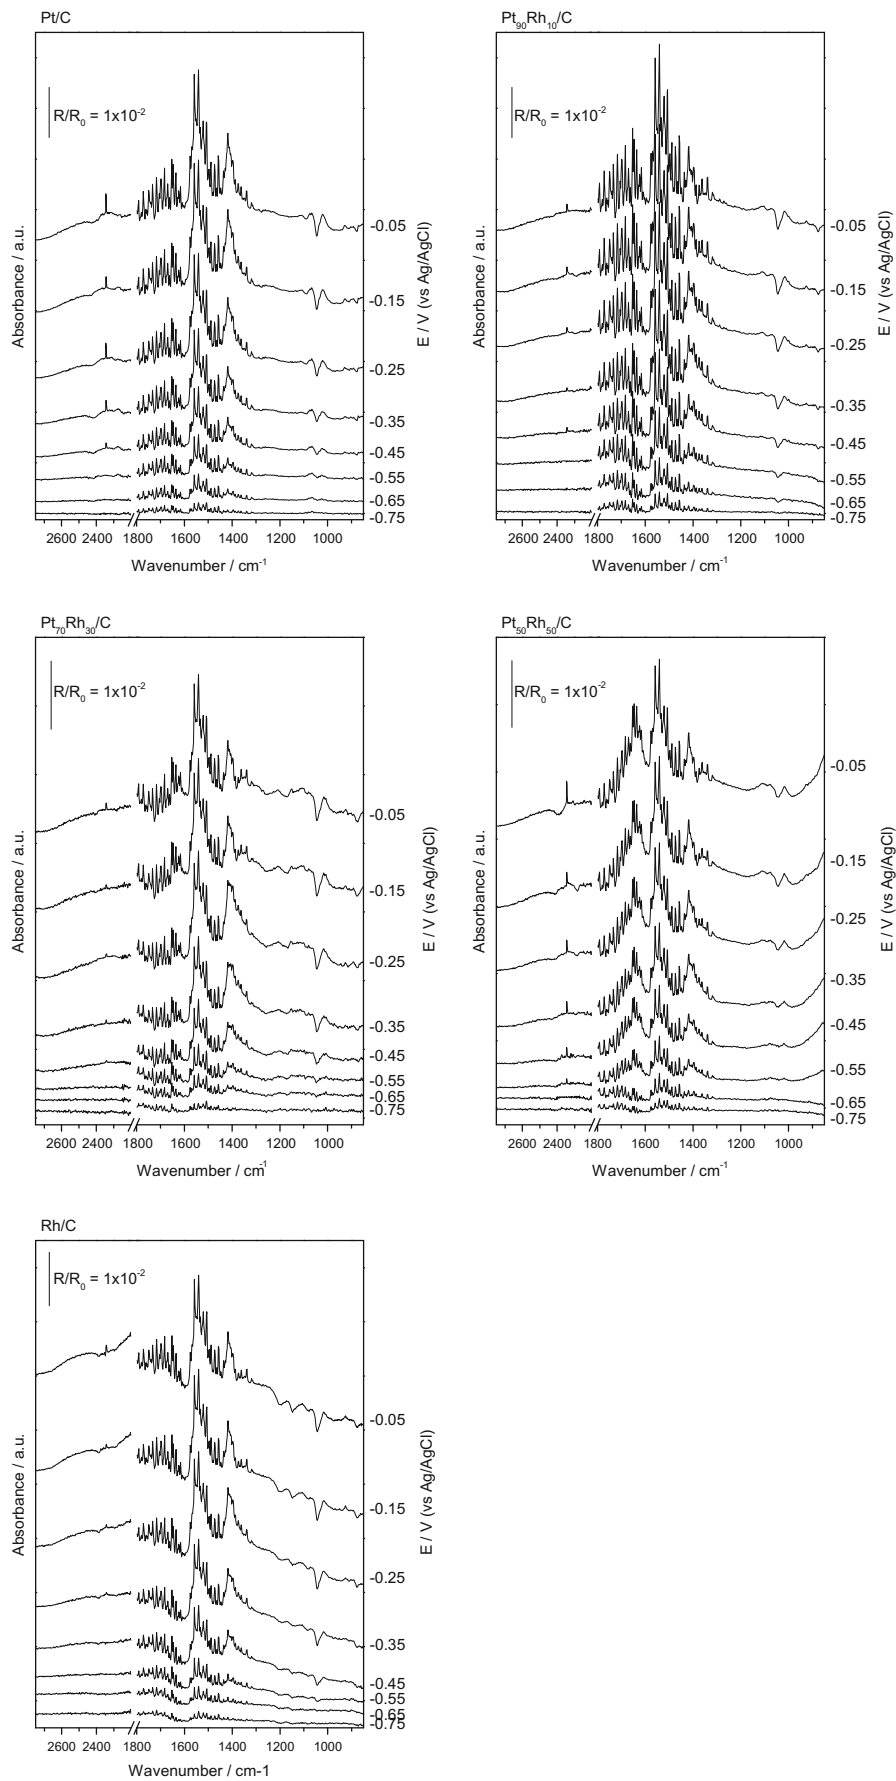 Pt/C
R/R₀ = 1x10⁻²
Absorbance / a.u.
E / V (vs Ag/AgCl)
-0.05
-0.15
-0.25
-0.35
-0.45
-0.55
-0.65
-0.75
2600 2400 1800 1600 1400 1200 1000
Wavenumber / cm⁻¹
Pt₉₀Rh₁₀/C
R/R₀ = 1x10⁻²
Absorbance / a.u.
E / V (vs Ag/AgCl)
-0.05
-0.15
-0.25
-0.35
-0.45
-0.55
-0.65
-0.75
2600 2400 1800 1600 1400 1200 1000
Wavenumber / cm⁻¹
Pt₇₀Rh₃₀/C
R/R₀ = 1x10⁻²
Absorbance / a.u.
E / V (vs Ag/AgCl)
-0.05
-0.15
-0.25
-0.35
-0.45
-0.55
-0.65
-0.75
2600 2400 1800 1600 1400 1200 1000
Wavenumber / cm⁻¹
Pt₅₀Rh₅₀/C
R/R₀ = 1x10⁻²
Absorbance / a.u.
E / V (vs Ag/AgCl)
-0.05
-0.15
-0.25
-0.35
-0.45
-0.55
-0.65
-0.75
2600 2400 1800 1600 1400 1200 1000
Wavenumber / cm⁻¹
Rh/C
R/R₀ = 1x10⁻²
Absorbance / a.u.
E / V (vs Ag/AgCl)
-0.05
-0.15
-0.25
-0.35
-0.45
-0.55
-0.65
-0.75
2600 2400 1800 1600 1400 1200 1000
Wavenumber / cm-1